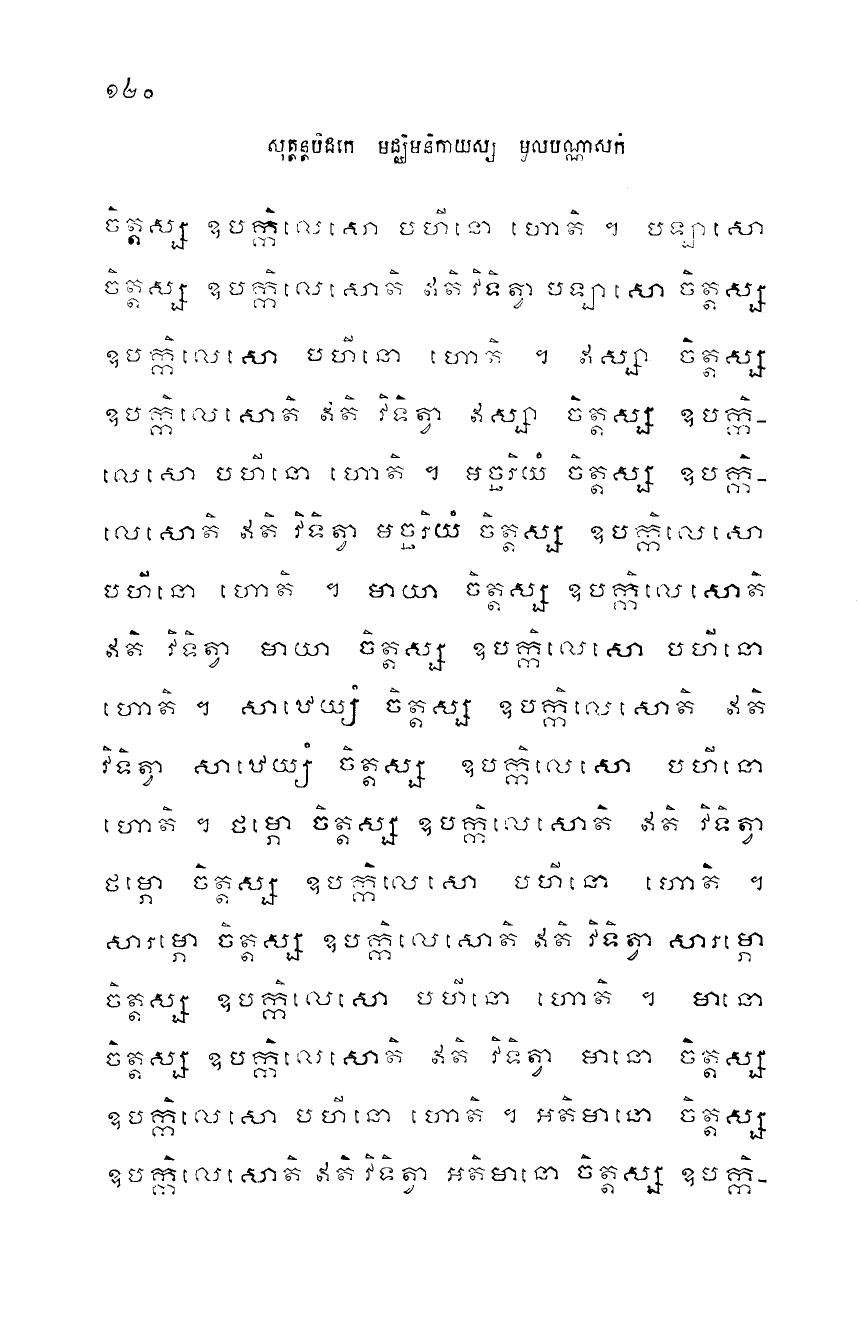 ១៤០
សុត្តន្តបិដកេ មជ្ឈិមនិកាយស្ស មូលបណ្ណាសកំ
ចិត្តស្ស ឧបក្កិលេសោ បហីនោ ហោតិ ។ បឡាសោ
ចិត្តស្ស ឧបក្កិលេសោតិ ឥតិ វិទិត្វា បឡាសោ ចិត្តស្ស
ឧបក្កិលេសោ បហីនោ ហោតិ ។ ឥស្សា ចិត្តស្ស
ឧបក្កិលេសោតិ ឥតិ វិទិត្វា ឥស្សា ចិត្តស្ស ឧបក្កិ-
លេសោ បហីនោ ហោតិ ។ មច្ឆរិយំ ចិត្តស្ស ឧបក្កិ-
លេសោតិ ឥតិ វិទិត្វា មច្ឆរិយំ ចិត្តស្ស ឧបក្កិលេសោ
បហីនោ ហោតិ ។ មាយា ចិត្តស្ស ឧបក្កិលេសោតិ
ឥតិ វិទិត្វា មាយា ចិត្តស្ស ឧបក្កិលេសោ បហីនោ
ហោតិ ។ សាឋេយ្យំ ចិត្តស្ស ឧបក្កិលេសោតិ ឥតិ
វិទិត្វា សាឋេយ្យំ ចិត្តស្ស ឧបក្កិលេសោ បហីនោ
ហោតិ ។ ថម្ភោ ចិត្តស្ស ឧបក្កិលេសោតិ ឥតិ វិទិត្វា
ថម្ភោ ចិត្តស្ស ឧបក្កិលេសោ បហីនោ ហោតិ ។
សារម្ភោ ចិត្តស្ស ឧបក្កិលេសោតិ ឥតិ វិទិត្វា សារម្ភោ
ចិត្តស្ស ឧបក្កិលេសោ បហីនោ ហោតិ ។ មានោ
ចិត្តស្ស ឧបក្កិលេសោតិ ឥតិ វិទិត្វា មានោ ចិត្តស្ស
ឧបក្កិលេសោ បហីនោ ហោតិ ។ អតិមានោ ចិត្តស្ស
ឧបក្កិលេសោតិ ឥតិ វិទិត្វា អតិមានោ ចិត្តស្ស ឧបក្កិ-